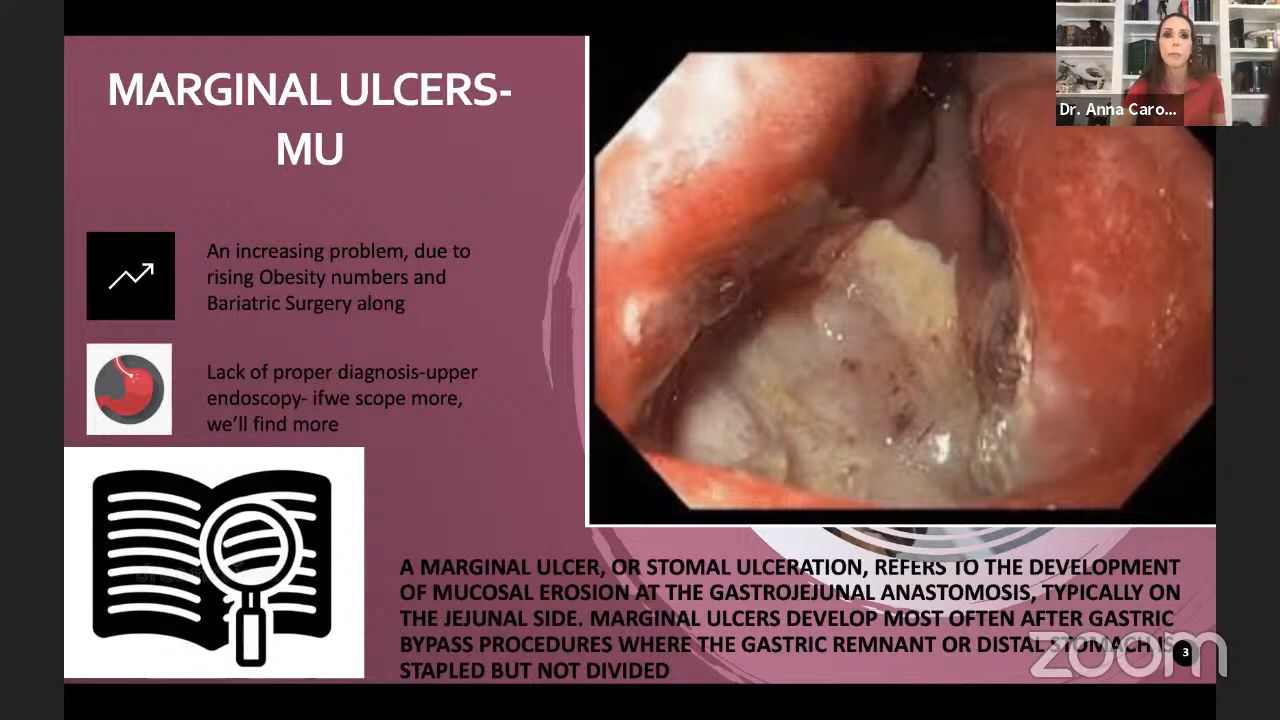 MARGINAL ULCERS-
MU
An increasing problem, due to
rising Obesity numbers and
Bariatric Surgery along
Lack of proper diagnosis-upper
endoscopy- ifwe scope more,
we'll find more
A MARGINAL ULCER, OR STOMAL ULCERATION, REFERS TO THE DEVELOPMENT
OF MUCOSAL EROSION AT THE GASTROJEJUNAL ANASTOMOSIS, TYPICALLY ON
THE JEJUNAL SIDE. MARGINAL ULCERS DEVELOP MOST OFTEN AFTER GASTRIC
BYPASS PROCEDURES WHERE THE GASTRIC REMNANT OR DISTAL STOMACH IS
STAPLED BUT NOT DIVIDED
3
zoom
Dr. Anna Caro...